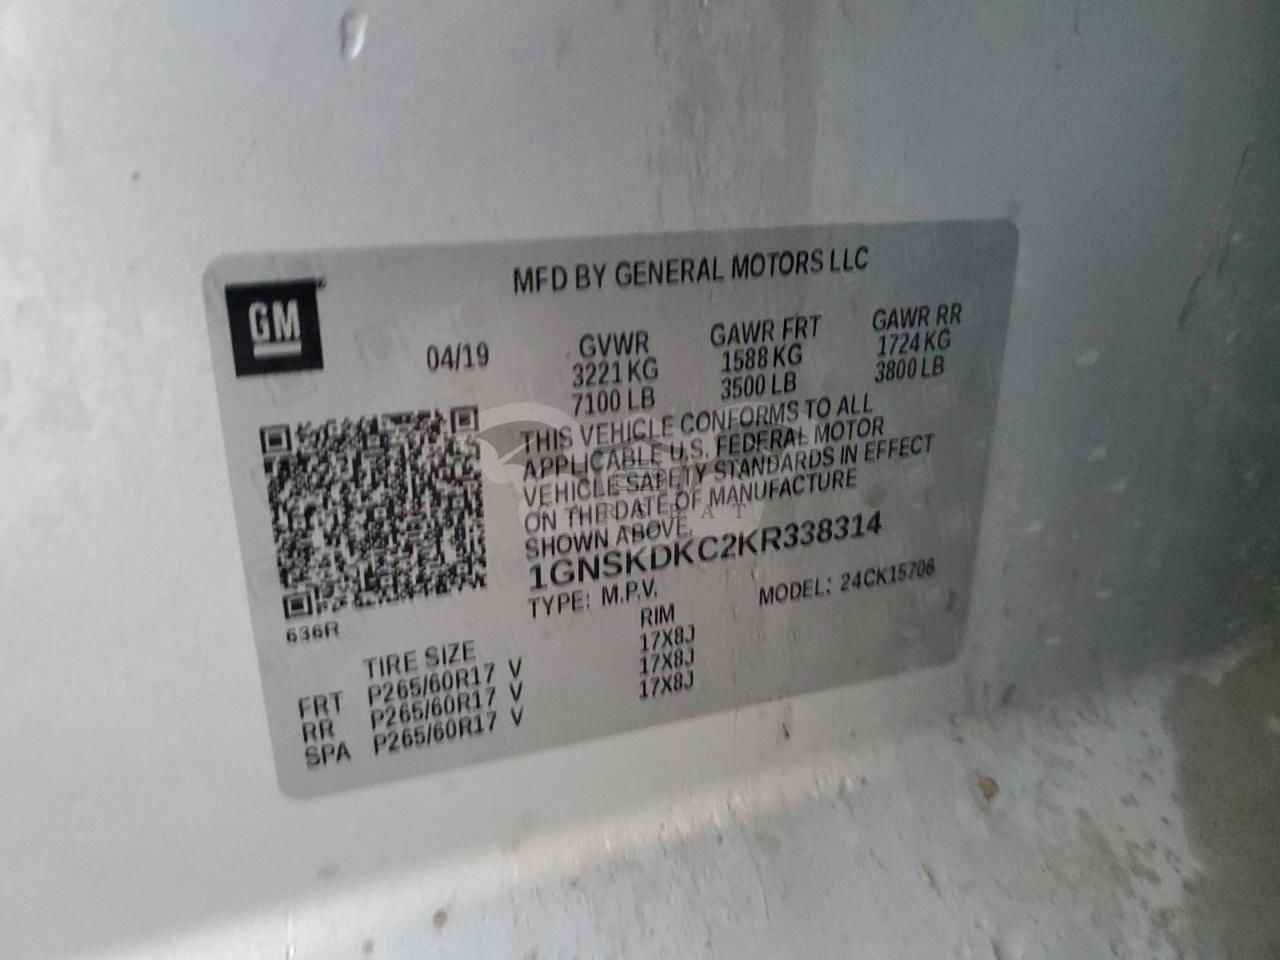 MFD BY GENERAL MOTORS LLC
GM
04/19
GVWR
3221 KG
7100 LB
GAWR FRT
1588 KG
3500 LB
GAWR RR
1724 KG
3800 LB
THIS VEHICLE CONFORMS TO ALL
APPLICABLE U.S. FEDERAL MOTOR
VEHICLE SAFETY STANDARDS IN EFFECT
ON THE DATE OF MANUFACTURE
SHOWN ABOVE.
1GNSKDKC2KR338314
TYPE: M.P.V. MODEL: 24CK15706
636R
TIRE SIZE RIM
FRT P265/60R17 V 17X8J
RR P265/60R17 V 17X8J
SPA P265/60R17 V 17X8J